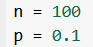 n = 100
p = 0.1